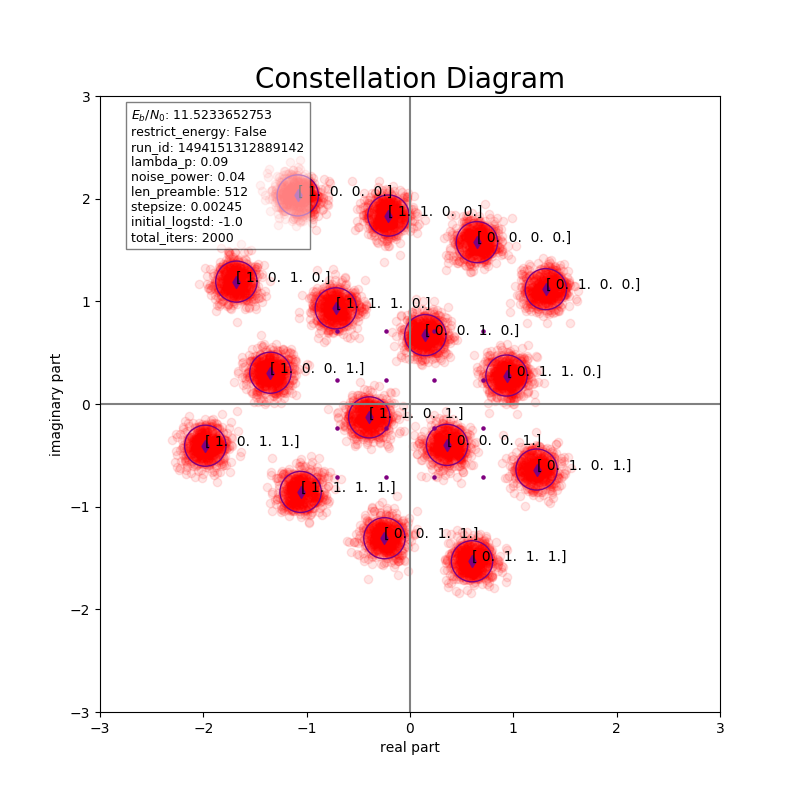 Constellation Diagram
E_b/N_0: 11.5233652753
restrict_energy: False
run_id: 1494151312889142
lambda_p: 0.09
noise_power: 0.04
len_preamble: 512
stepsize: 0.00245
initial_logstd: -1.0
total_iters: 2000
[ 1. 0. 0. 0.]
[ 1. 1. 0. 0.]
[ 0. 0. 0. 0.]
[ 1. 0. 1. 0.]
[ 0. 1. 0. 0.]
[ 1. 1. 1. 0.]
[ 0. 0. 1. 0.]
[ 1. 0. 0. 1.]
[ 0. 1. 1. 0.]
[ 1. 1. 0. 1.]
[ 1. 0. 1. 1.]
[ 0. 0. 0. 1.]
[ 0. 1. 0. 1.]
[ 1. 1. 1. 1.]
[ 0. 0. 1. 1.]
[ 0. 1. 1. 1.]
3
2
1
0
−1
−2
−3
imaginary part
−3 −2 −1 0 1 2 3
real part